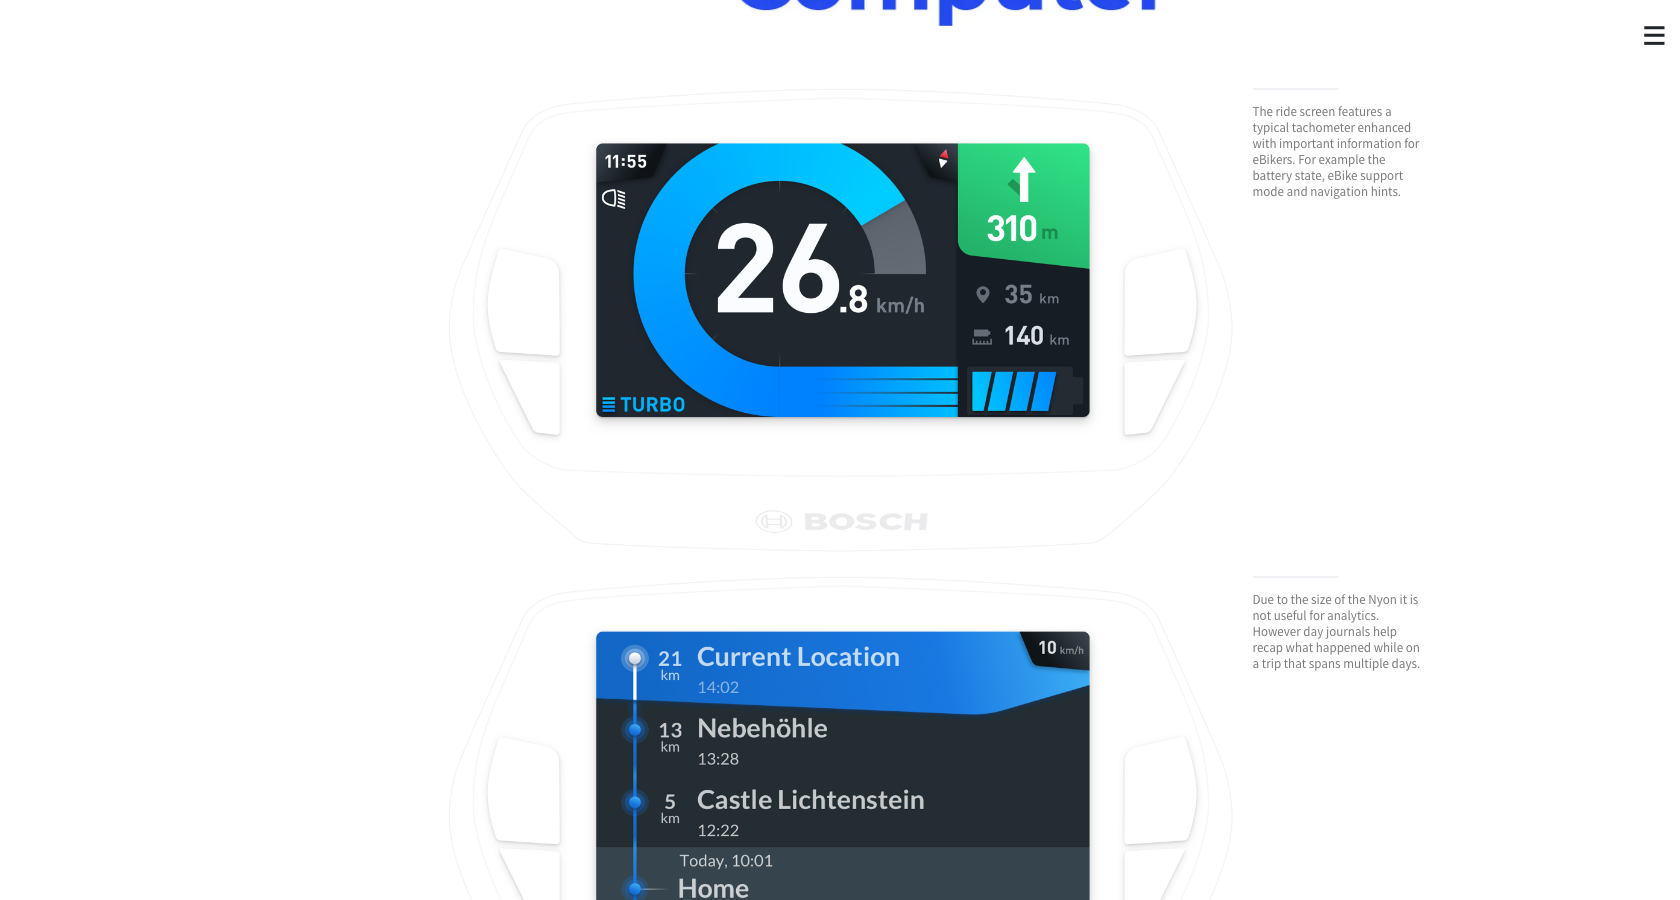 Computer
The ride screen features a
typical tachometer enhanced
with important information for
eBikers. For example the
battery state, eBike support
mode and navigation hints.
11:55
310 m
26.8 km/h
35 km
140 km
TURBO
BOSCH
Due to the size of the Nyon it is
not useful for analytics.
However day journals help
recap what happened while on
a trip that spans multiple days.
10 km/h
21 km Current Location
14:02
13 km Nebehöhle
13:28
5 km Castle Lichtenstein
12:22
Today, 10:01
Home